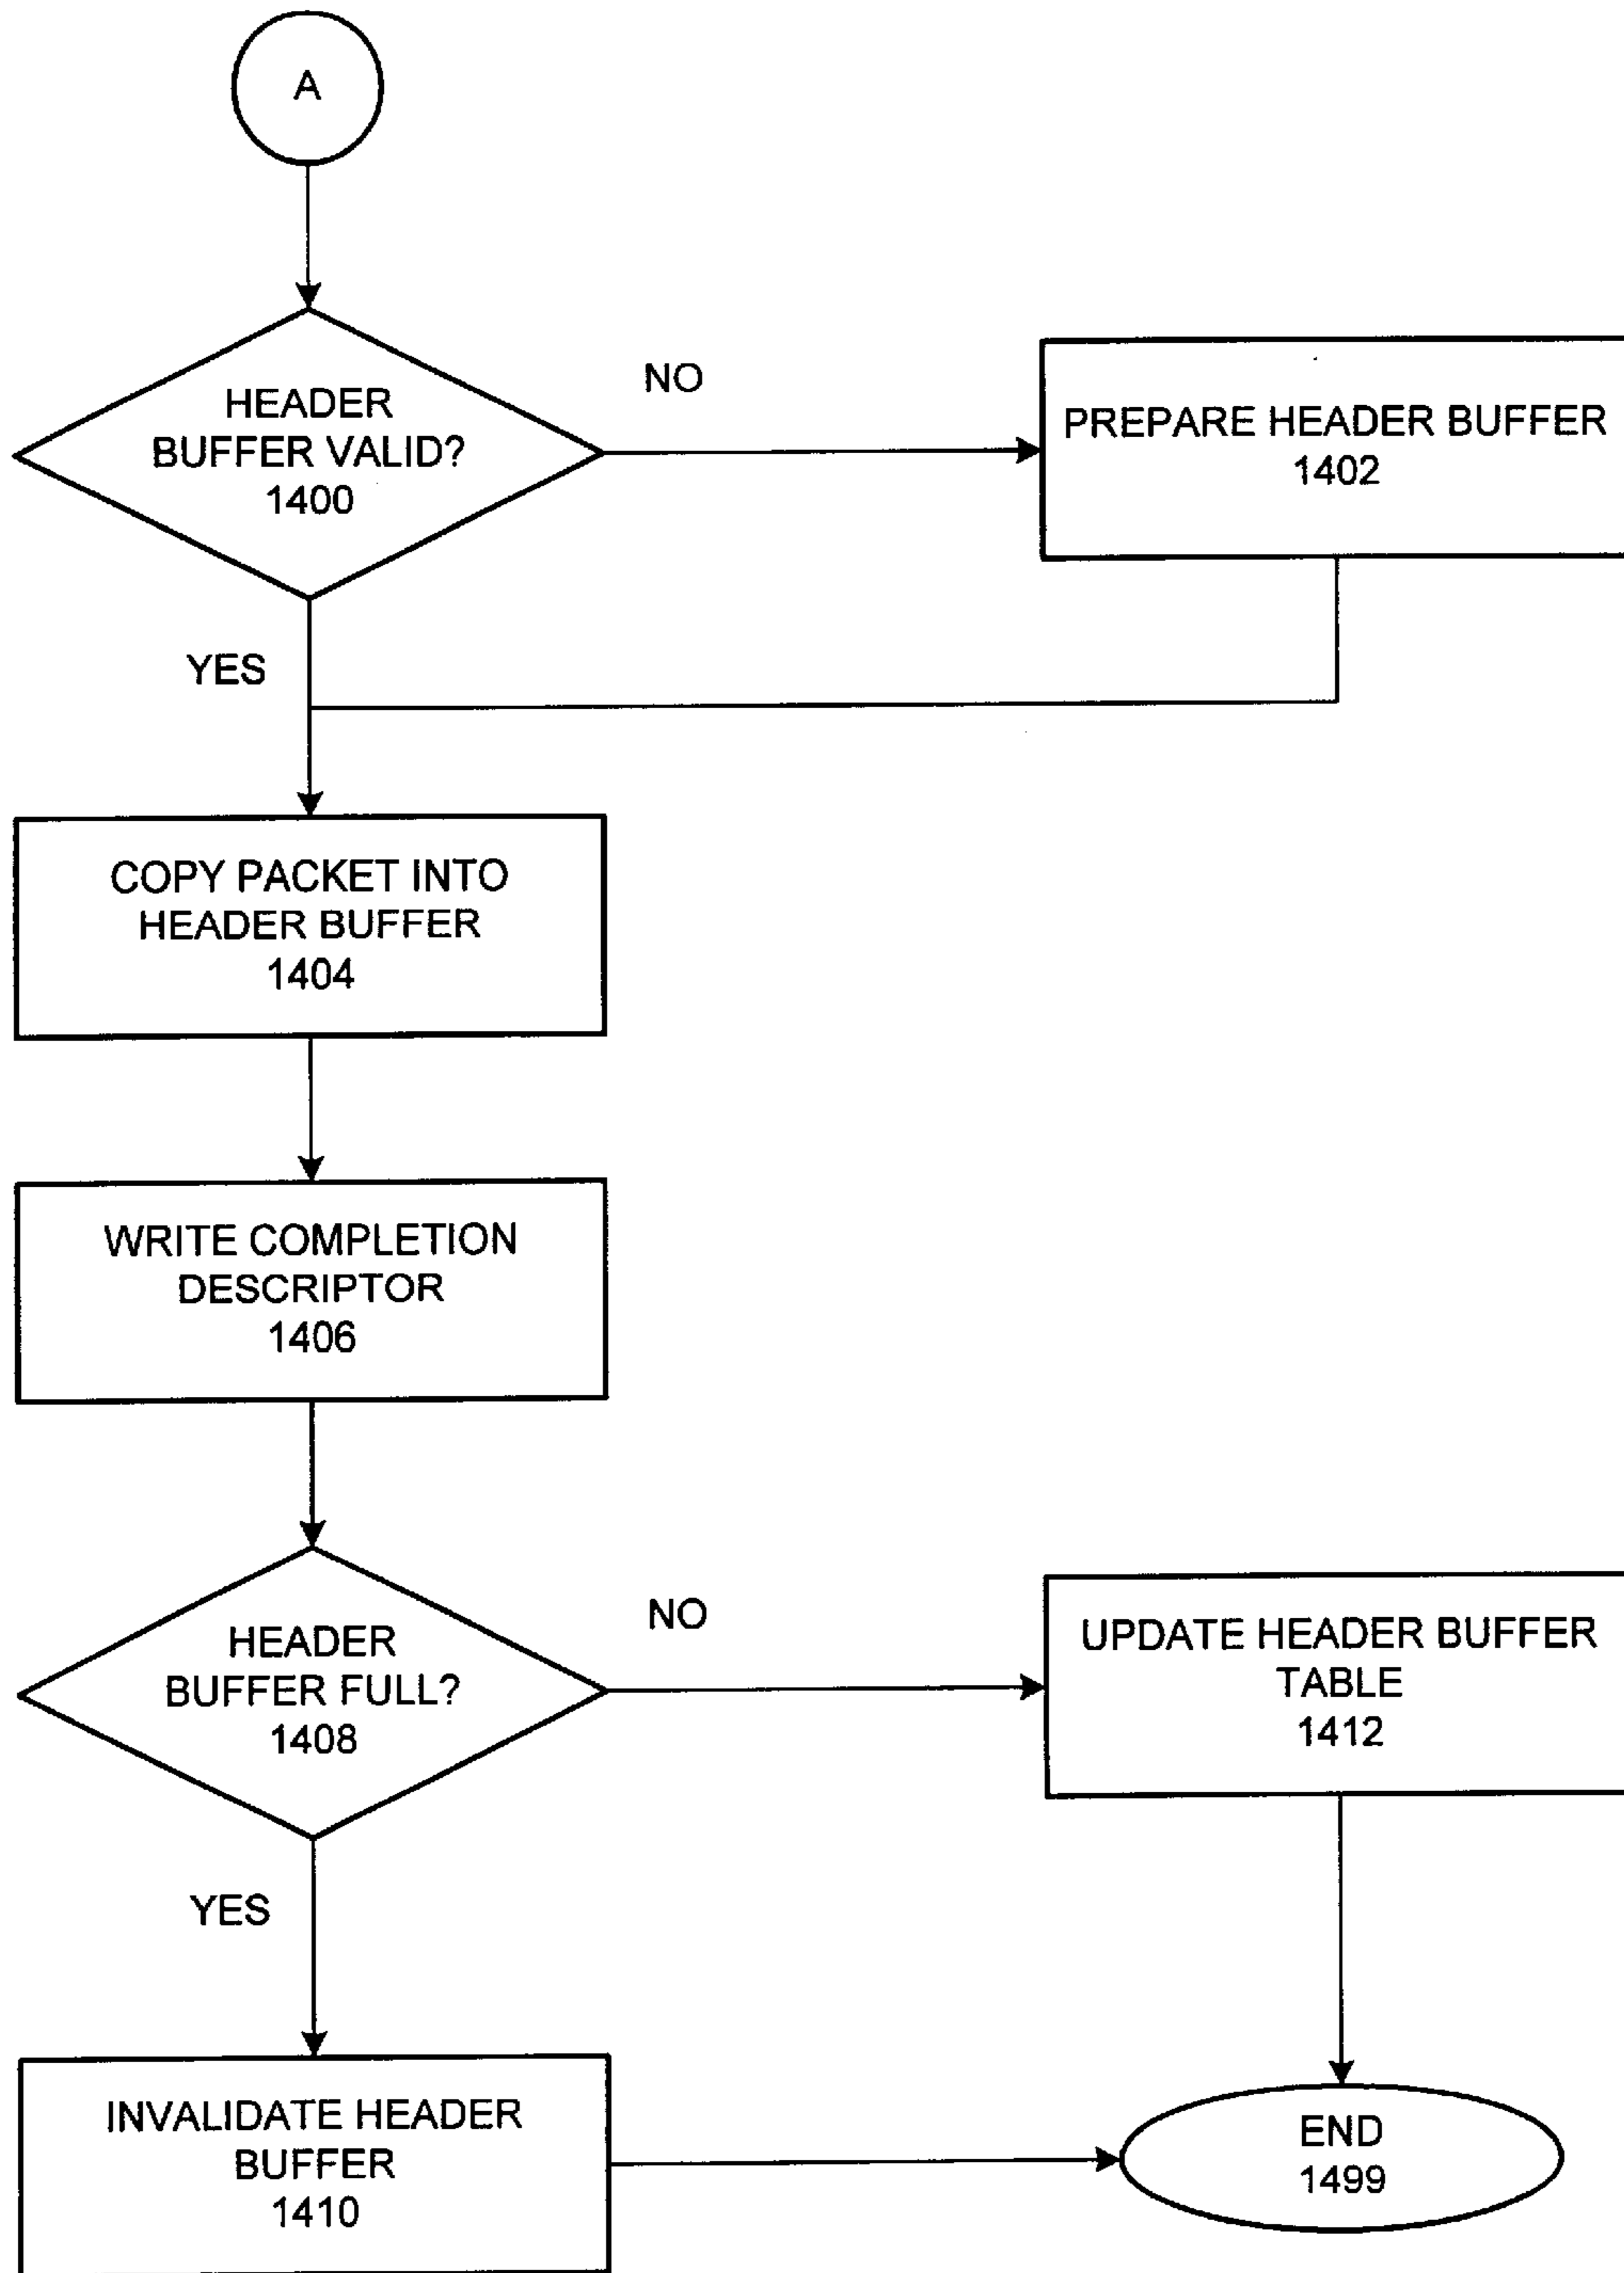 A
HEADER
BUFFER VALID?
1400
NO
PREPARE HEADER BUFFER
1402
YES
COPY PACKET INTO
HEADER BUFFER
1404
WRITE COMPLETION
DESCRIPTOR
1406
HEADER
BUFFER FULL?
1408
NO
UPDATE HEADER BUFFER
TABLE
1412
YES
INVALIDATE HEADER
BUFFER
1410
END
1499